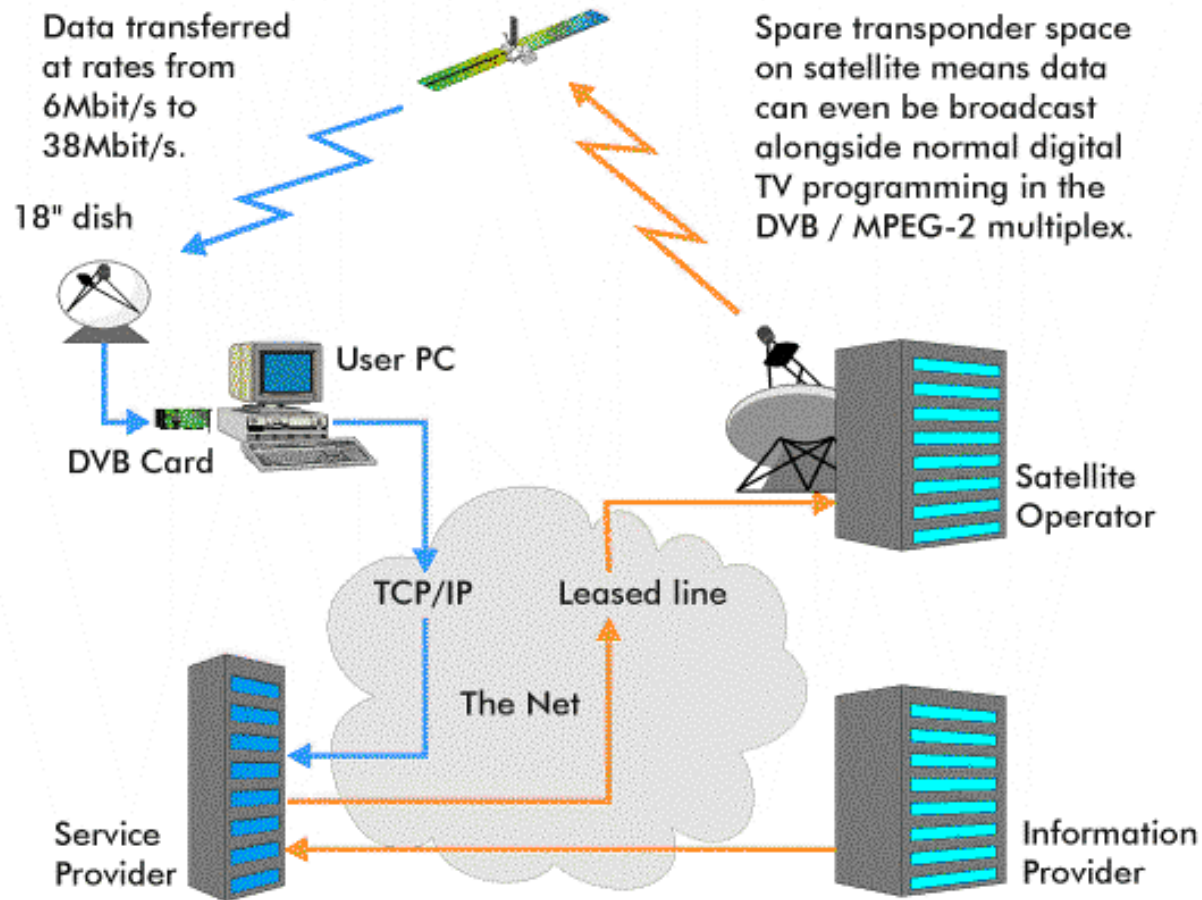 Data transferred
at rates from
6Mbit/s to
38Mbit/s.
Spare transponder space
on satellite means data
can even be broadcast
alongside normal digital
TV programming in the
DVB / MPEG-2 multiplex.
18" dish
User PC
DVB Card
Satellite
Operator
TCP/IP
Leased line
The Net
Service
Provider
Information
Provider